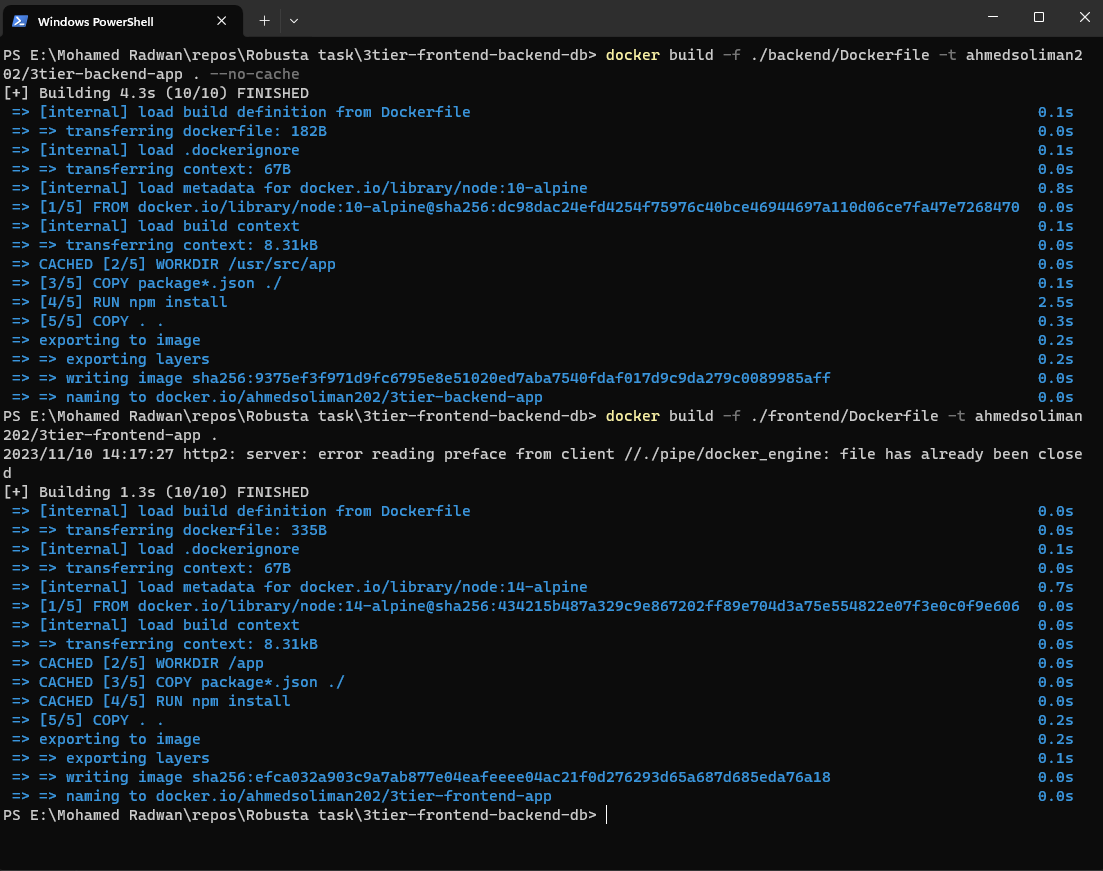 Windows PowerShell
PS E:\Mohamed Radwan\repos\Robusta task\3tier-frontend-backend-db> docker build -f ./backend/Dockerfile -t ahmedsoliman2
02/3tier-backend-app . --no-cache
[+] Building 4.3s (10/10) FINISHED
=> [internal] load build definition from Dockerfile 0.1s
=> => transferring dockerfile: 182B 0.0s
=> [internal] load .dockerignore 0.1s
=> => transferring context: 67B 0.0s
=> [internal] load metadata for docker.io/library/node:10-alpine 0.8s
=> [1/5] FROM docker.io/library/node:10-alpine@sha256:dc98dac24efd4254f75976c40bce46944697a110d06ce7fa47e7268470 0.0s
=> [internal] load build context 0.1s
=> => transferring context: 8.31kB 0.0s
=> CACHED [2/5] WORKDIR /usr/src/app 0.0s
=> [3/5] COPY package*.json ./ 0.1s
=> [4/5] RUN npm install 2.5s
=> [5/5] COPY . . 0.3s
=> exporting to image 0.2s
=> => exporting layers 0.2s
=> => writing image sha256:9375ef3f971d9fc6795e8e51020ed7aba7540fdaf017d9c9da279c0089985aff 0.0s
=> => naming to docker.io/ahmedsoliman202/3tier-backend-app 0.0s
PS E:\Mohamed Radwan\repos\Robusta task\3tier-frontend-backend-db> docker build -f ./frontend/Dockerfile -t ahmedsoliman
202/3tier-frontend-app .
2023/11/10 14:17:27 http2: server: error reading preface from client //./pipe/docker_engine: file has already been close
d
[+] Building 1.3s (10/10) FINISHED
=> [internal] load build definition from Dockerfile 0.0s
=> => transferring dockerfile: 335B 0.0s
=> [internal] load .dockerignore 0.1s
=> => transferring context: 67B 0.0s
=> [internal] load metadata for docker.io/library/node:14-alpine 0.7s
=> [1/5] FROM docker.io/library/node:14-alpine@sha256:434215b487a329c9e867202ff89e704d3a75e554822e07f3e0c0f9e606 0.0s
=> [internal] load build context 0.0s
=> => transferring context: 8.31kB 0.0s
=> CACHED [2/5] WORKDIR /app 0.0s
=> CACHED [3/5] COPY package*.json ./ 0.0s
=> CACHED [4/5] RUN npm install 0.0s
=> [5/5] COPY . . 0.2s
=> exporting to image 0.2s
=> => exporting layers 0.1s
=> => writing image sha256:efca032a903c9a7ab877e04eafeeee04ac21f0d276293d65a687d685eda76a18 0.0s
=> => naming to docker.io/ahmedsoliman202/3tier-frontend-app 0.0s
PS E:\Mohamed Radwan\repos\Robusta task\3tier-frontend-backend-db>